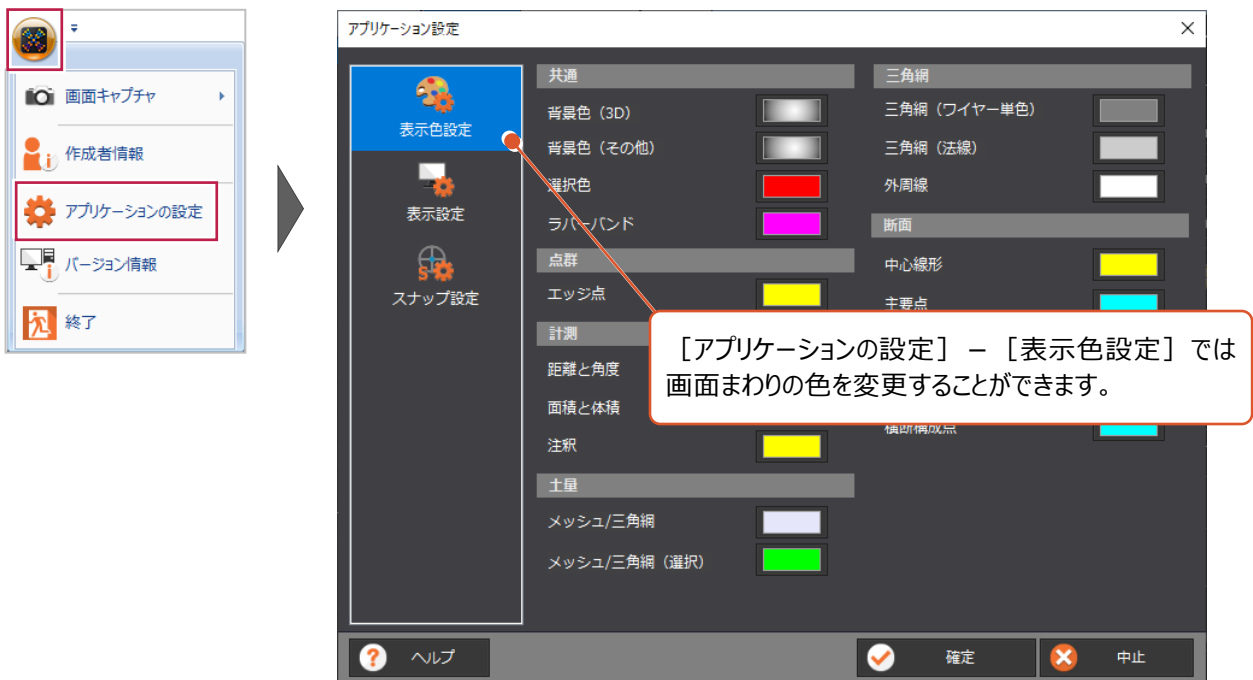 画面キャプチャ
作成者情報
アプリケーションの設定
バージョン情報
終了
アプリケーション設定
表示色設定
表示設定
スナップ設定
共通
背景色（3D）
背景色（その他）
選択色
ラバーバンド
点群
エッジ点
計測
距離と角度
面積と体積
注釈
土量
メッシュ/三角網
メッシュ/三角網（選択）
三角網
三角網（ワイヤー単色）
三角網（法線）
外周線
断面
中心線形
主要点
横断構成点
［アプリケーションの設定］－［表示色設定］では
画面まわりの色を変更することができます。
ヘルプ
確定
中止